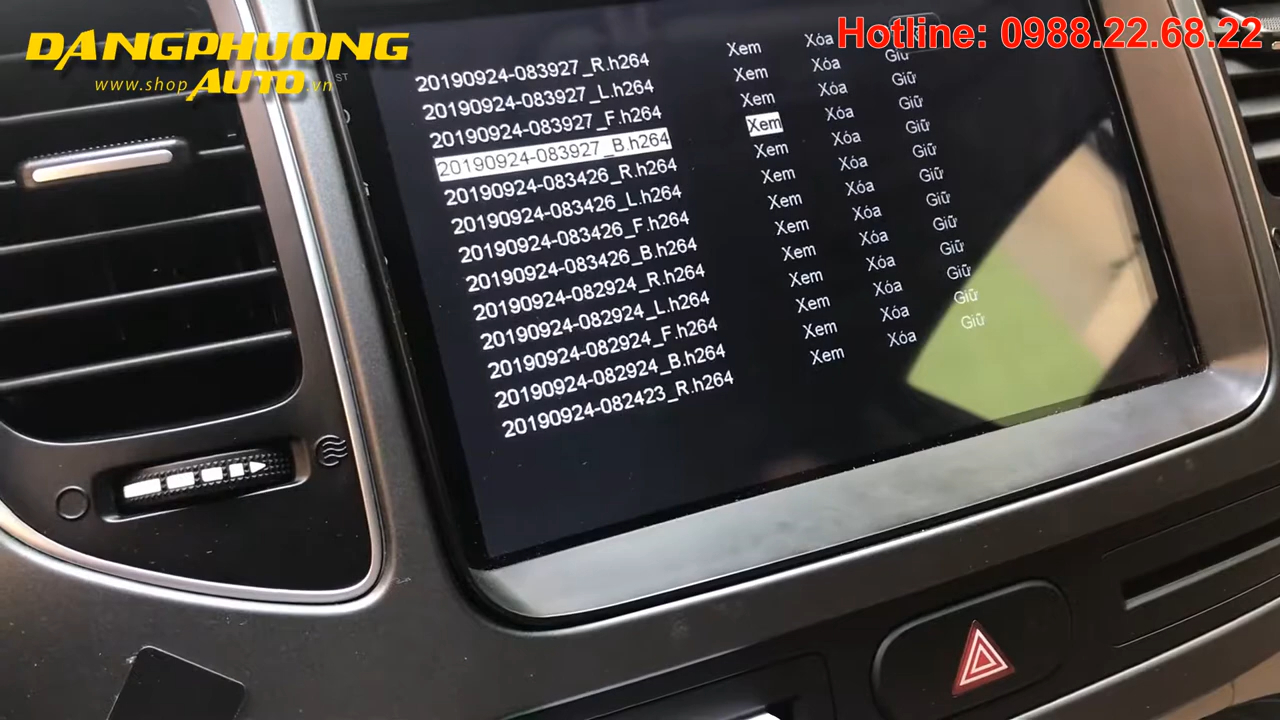 DANGPHUONG
AUTO
www.shop .vn
Hotline: 0988.22.68.22
ST
20190924-083927_R.h264 Xem Xóa
20190924-083927_L.h264 Xem Xóa Giữ
20190924-083927_F.h264 Xem Xóa Giữ
20190924-083927_B.h264 Xem Xóa Giữ
20190924-083426_R.h264 Xem Xóa Giữ
20190924-083426_L.h264 Xem Xóa Giữ
20190924-083426_F.h264 Xem Xóa Giữ
20190924-083426_B.h264 Xem Xóa Giữ
20190924-082924_R.h264 Xem Xóa Giữ
20190924-082924_L.h264 Xem Xóa Giữ
20190924-082924_F.h264 Xem Xóa Giữ
20190924-082924_B.h264 Xem Xóa Giữ
20190924-082423_R.h264 Xem Xóa Giữ